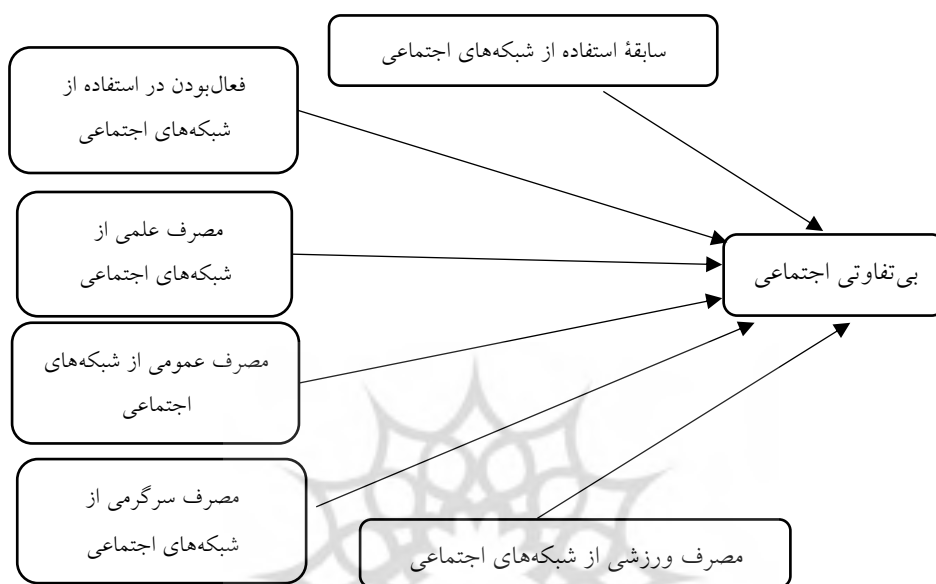 سابقهٔ استفاده از شبکه‌های اجتماعی
فعال‌بودن در استفاده از
شبکه‌های اجتماعی
مصرف علمی از
شبکه‌های اجتماعی
بی‌تفاوتی اجتماعی
مصرف عمومی از شبکه‌های
اجتماعی
مصرف سرگرمی از
شبکه‌های اجتماعی
مصرف ورزشی از شبکه‌های اجتماعی